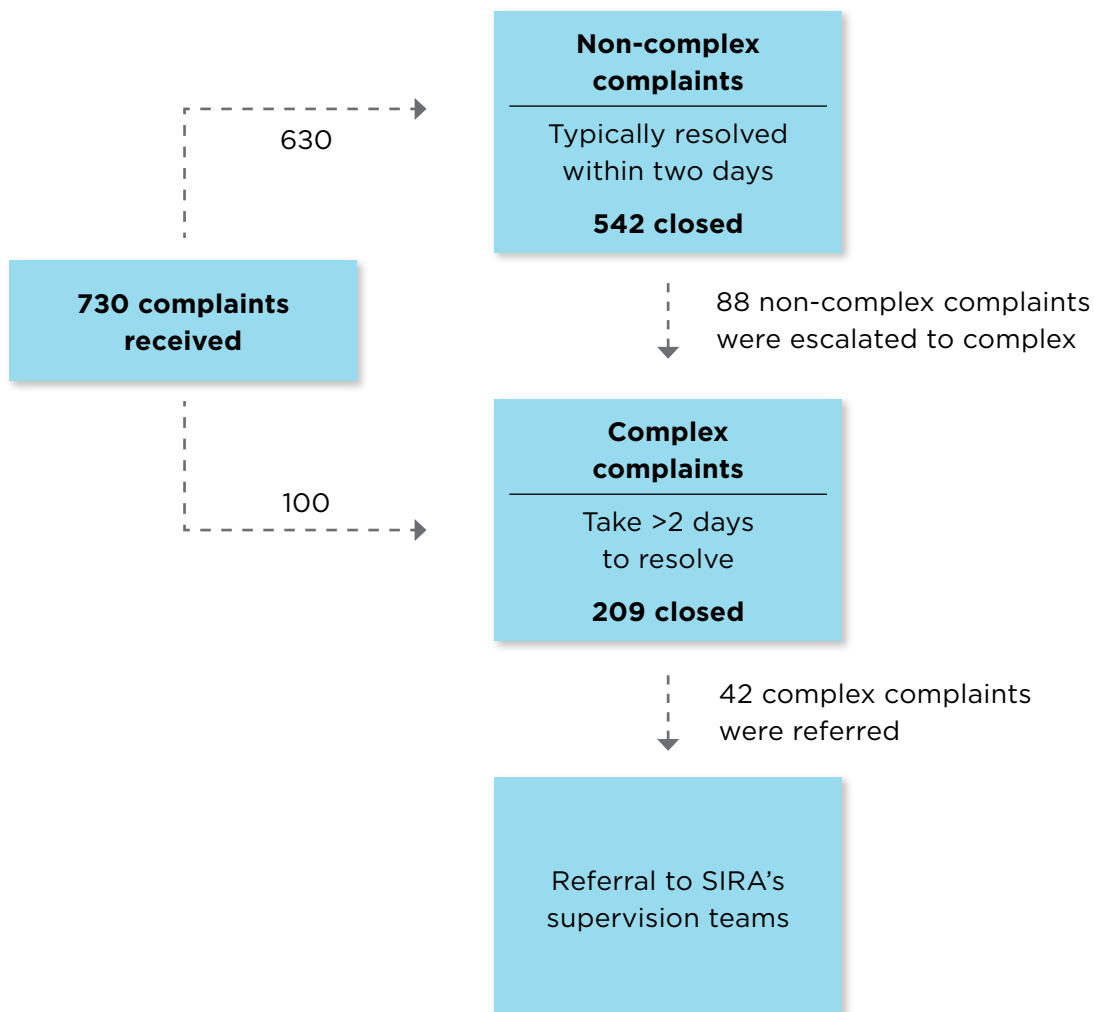 Non-complex
complaints
Typically resolved
within two days
542 closed
630
730 complaints
received
88 non-complex complaints
were escalated to complex
100
Complex
complaints
Take >2 days
to resolve
209 closed
42 complex complaints
were referred
Referral to SIRA’s
supervision teams